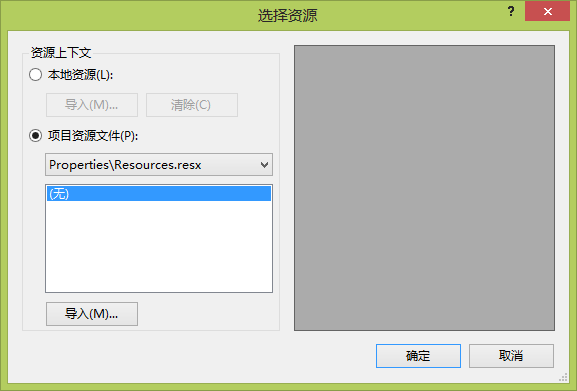 选择资源
?
资源上下文
本地资源(L):
导入(M)...
清除(C)
项目资源文件(P):
Properties\Resources.resx
(无)
导入(M)...
确定
取消